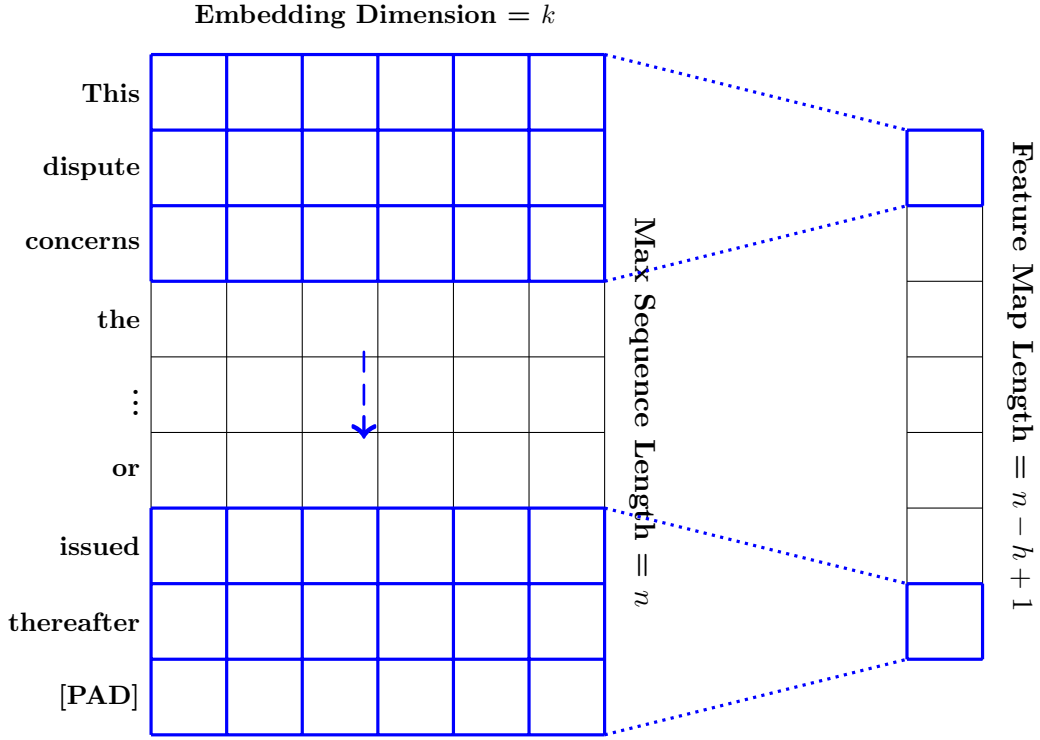 Embedding Dimension = k
This
dispute
concerns
the
⋮
or
issued
thereafter
[PAD]
Max Sequence Length = n
Feature Map Length = n − h + 1